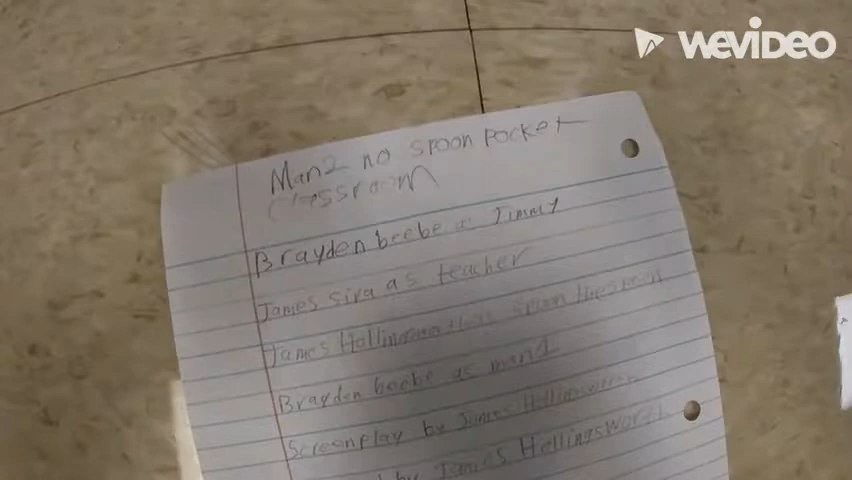 WEVIDEO
Man2 no spoon pocket
classroom
Brayden beebe as Jimmy
James siva as teacher
James Hollingsworth as spoon the spoon
Brayden beebe as man2
Screenplay by James Hollingsworth
by James Hollingsworth